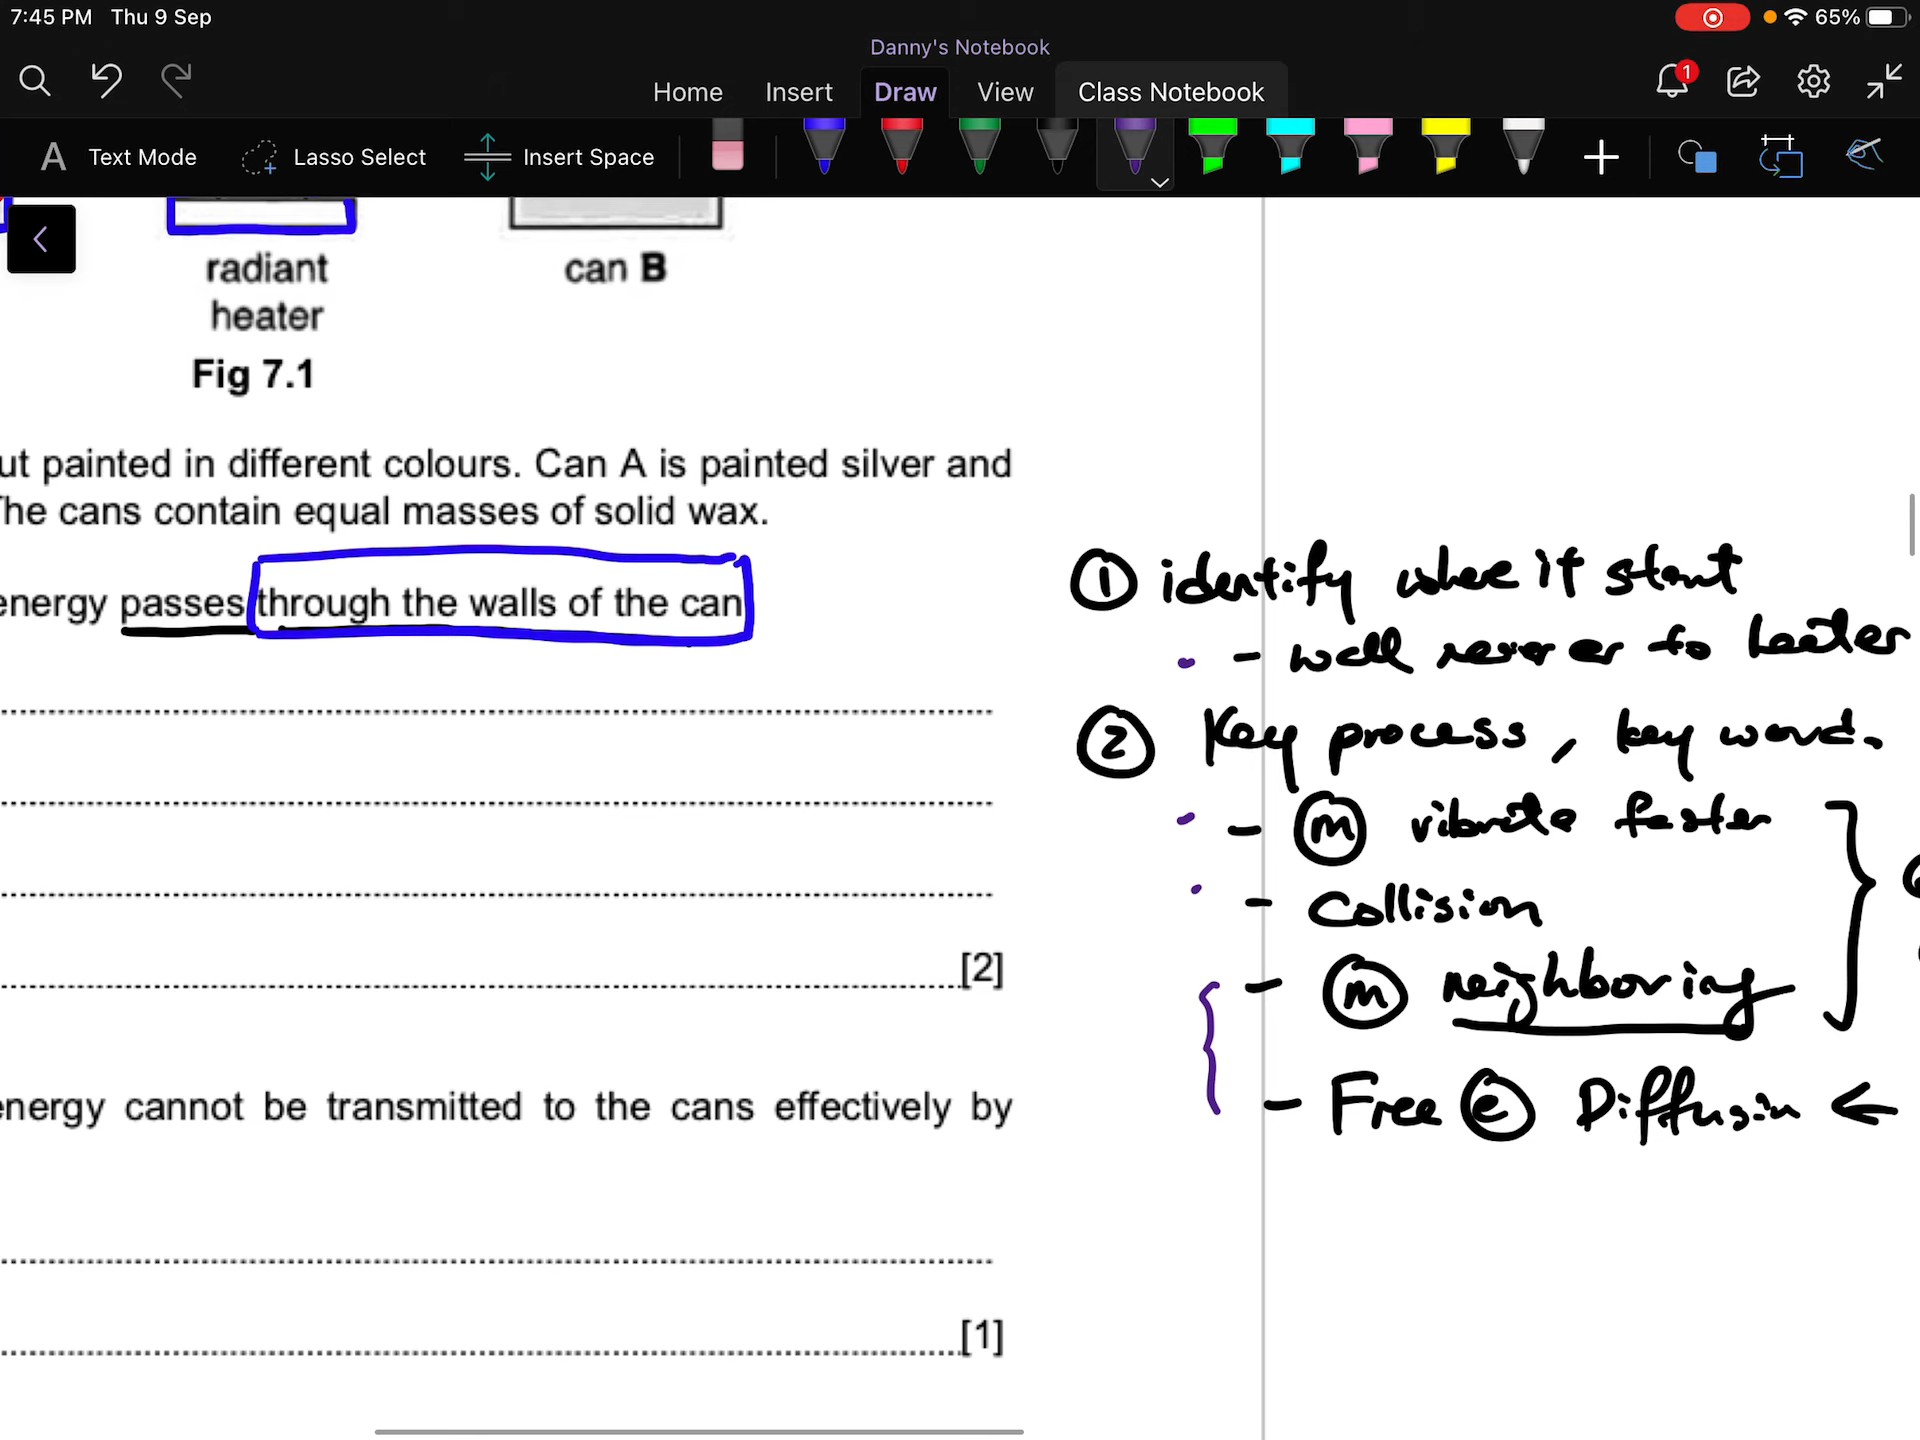 7:45 PM Thu 9 Sep
65%
Danny's Notebook
Home Insert Draw View Class Notebook
1
A Text Mode Lasso Select Insert Space
radiant
heater
can B
Fig 7.1
ut painted in different colours. Can A is painted silver and
The cans contain equal masses of solid wax.
energy passes through the walls of the can
[2]
energy cannot be transmitted to the cans effectively by
[1]
① identify where it start
- wall to heater
② Key process, key word.
- m vibrate faster
- Collision
- m neighboring
- Free e Diffusion ←